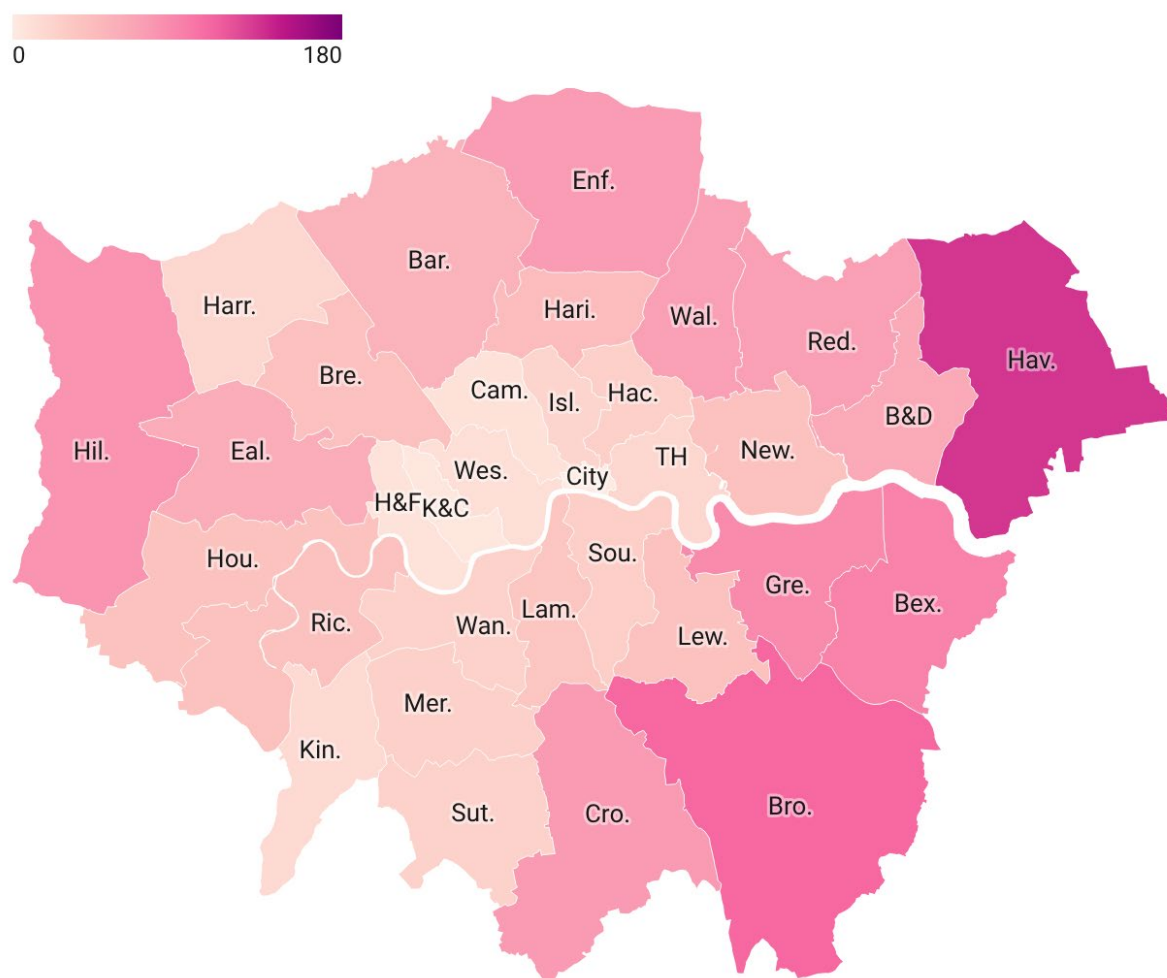 0 180
Enf.
Bar.
Harr.
Hari.
Wal.
Red.
Hav.
Bre.
Cam.
Isl.
Hac.
B&D
Hil.
Eal.
Wes.
City
TH
New.
H&F
K&C
Hou.
Sou.
Gre.
Bex.
Ric.
Wan.
Lam.
Lew.
Mer.
Kin.
Sut.
Cro.
Bro.